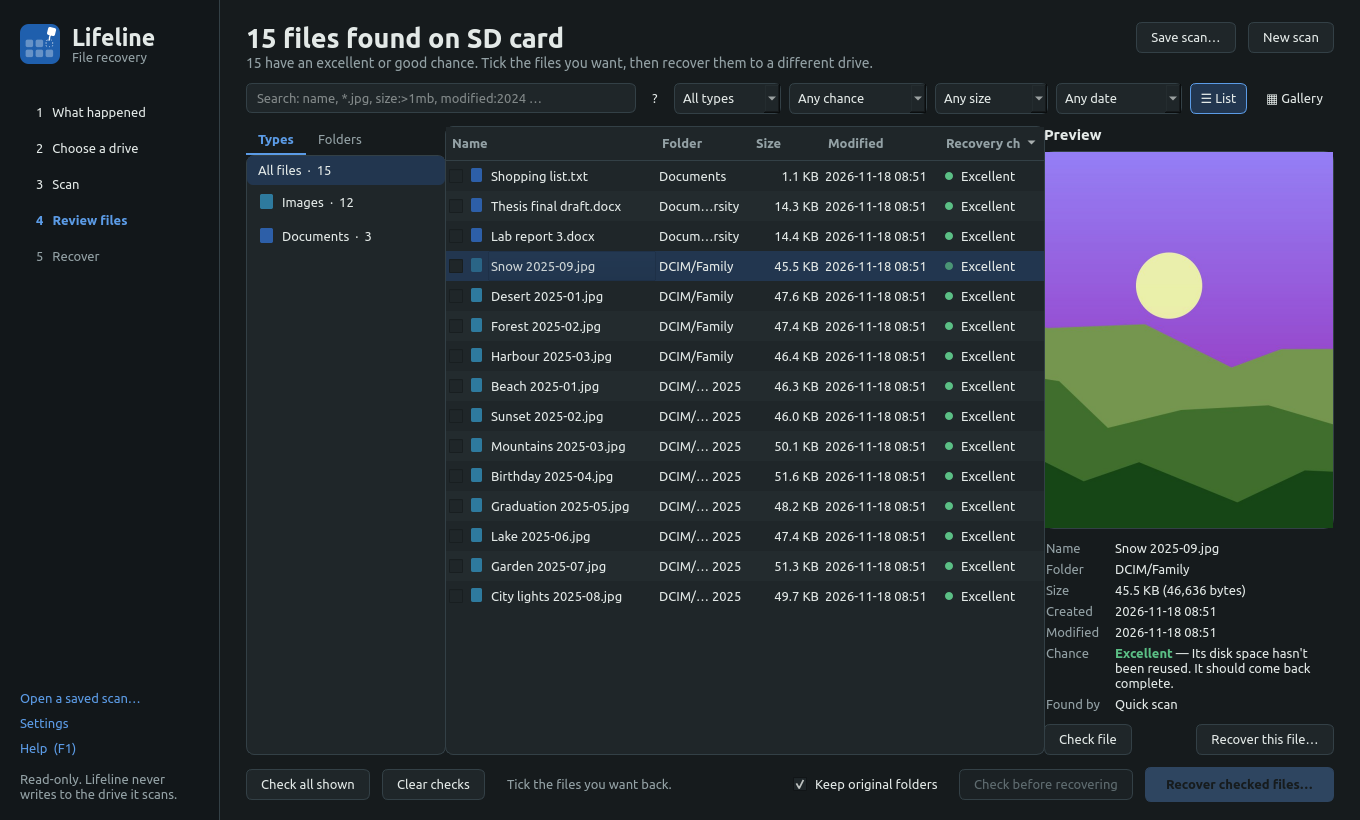 Lifeline
File recovery
1 What happened
2 Choose a drive
3 Scan
4 Review files
5 Recover
Open a saved scan…
Settings
Help (F1)
Read-only. Lifeline never
writes to the drive it scans.
15 files found on SD card
15 have an excellent or good chance. Tick the files you want, then recover them to a different drive.
Save scan…
New scan
Search: name, *.jpg, size:>1mb, modified:2024 …
?
All types
Any chance
Any size
Any date
☰ List
▦ Gallery
Types
Folders
All files · 15
Images · 12
Documents · 3
Name Folder Size Modified Recovery ch
Shopping list.txt Documents 1.1 KB 2026-11-18 08:51 Excellent
Thesis final draft.docx Docum…rsity 14.3 KB 2026-11-18 08:51 Excellent
Lab report 3.docx Docum…rsity 14.4 KB 2026-11-18 08:51 Excellent
Snow 2025-09.jpg DCIM/Family 45.5 KB 2026-11-18 08:51 Excellent
Desert 2025-01.jpg DCIM/Family 47.6 KB 2026-11-18 08:51 Excellent
Forest 2025-02.jpg DCIM/Family 47.4 KB 2026-11-18 08:51 Excellent
Harbour 2025-03.jpg DCIM/Family 46.4 KB 2026-11-18 08:51 Excellent
Beach 2025-01.jpg DCIM/… 2025 46.3 KB 2026-11-18 08:51 Excellent
Sunset 2025-02.jpg DCIM/… 2025 46.0 KB 2026-11-18 08:51 Excellent
Mountains 2025-03.jpg DCIM/… 2025 50.1 KB 2026-11-18 08:51 Excellent
Birthday 2025-04.jpg DCIM/… 2025 51.6 KB 2026-11-18 08:51 Excellent
Graduation 2025-05.jpg DCIM/… 2025 48.2 KB 2026-11-18 08:51 Excellent
Lake 2025-06.jpg DCIM/… 2025 47.4 KB 2026-11-18 08:51 Excellent
Garden 2025-07.jpg DCIM/… 2025 51.3 KB 2026-11-18 08:51 Excellent
City lights 2025-08.jpg DCIM/… 2025 49.7 KB 2026-11-18 08:51 Excellent
Preview
Name Snow 2025-09.jpg
Folder DCIM/Family
Size 45.5 KB (46,636 bytes)
Created 2026-11-18 08:51
Modified 2026-11-18 08:51
Chance Excellent — Its disk space hasn't
been reused. It should come back
complete.
Found by Quick scan
Check file
Recover this file…
Check all shown
Clear checks
Tick the files you want back.
Keep original folders
Check before recovering
Recover checked files…